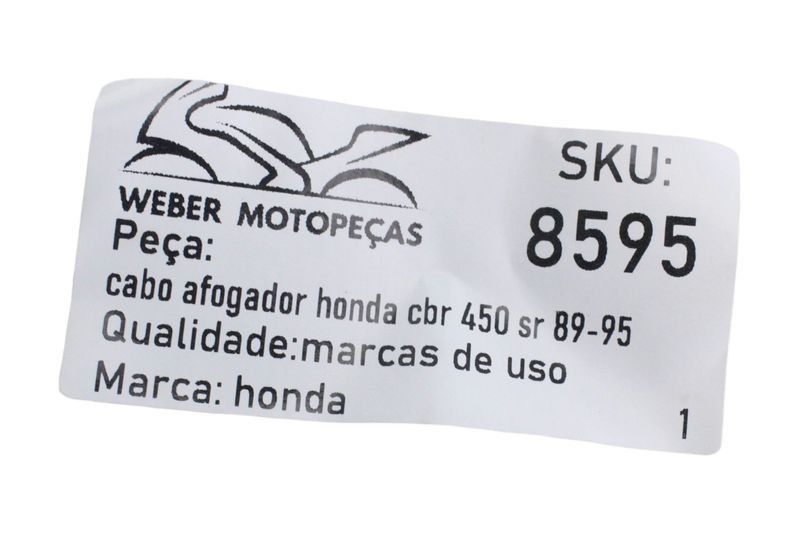 WEBER MOTOPEÇAS
SKU:
8595
Peça:
cabo afogador honda cbr 450 sr 89-95
Qualidade:marcas de uso
Marca: honda
1